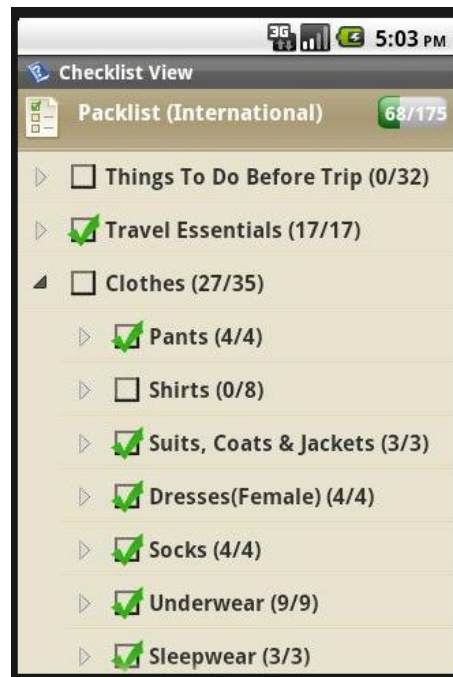 3G 5:03 PM
Checklist View
Packlist (International) 68/175
Things To Do Before Trip (0/32)
Travel Essentials (17/17)
Clothes (27/35)
Pants (4/4)
Shirts (0/8)
Suits, Coats & Jackets (3/3)
Dresses(Female) (4/4)
Socks (4/4)
Underwear (9/9)
Sleepwear (3/3)